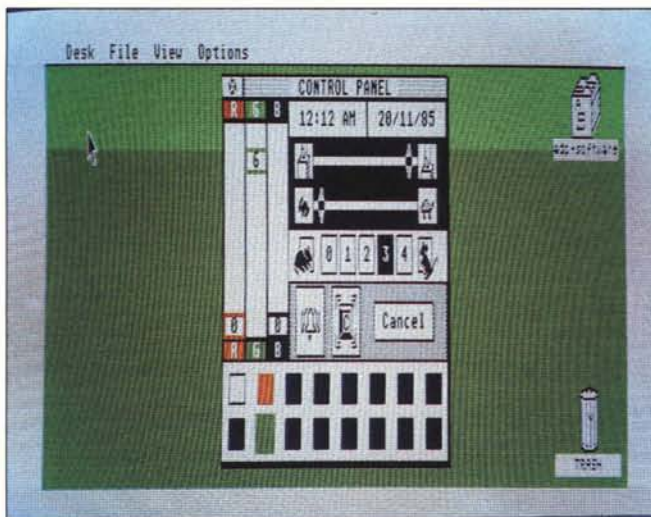 Desk File View Options
CONTROL PANEL
R G B
12:12 AM 20/11/85
6
0 1 2 3 4
0 0
C
Cancel
R G B
TRASH